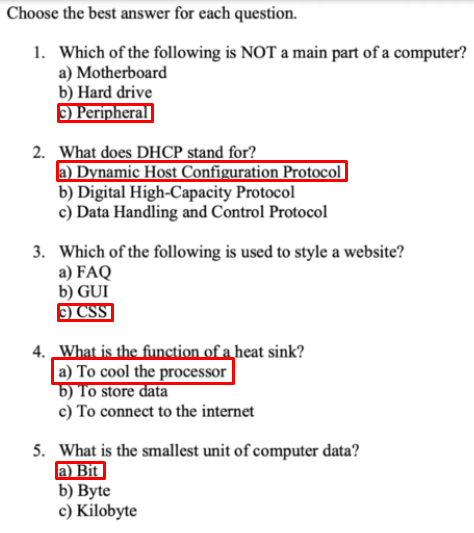 Choose the best answer for each question.
1. Which of the following is NOT a main part of a computer?
a) Motherboard
b) Hard drive
c) Peripheral
2. What does DHCP stand for?
a) Dynamic Host Configuration Protocol
b) Digital High-Capacity Protocol
c) Data Handling and Control Protocol
3. Which of the following is used to style a website?
a) FAQ
b) GUI
c) CSS
4. What is the function of a heat sink?
a) To cool the processor
b) To store data
c) To connect to the internet
5. What is the smallest unit of computer data?
a) Bit
b) Byte
c) Kilobyte